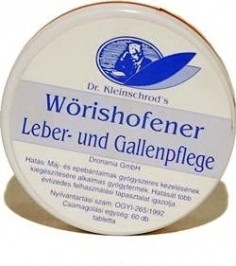 Dr. Kleinschrod's
Wörishofener
Leber- und Gallenpflege
Dronania GmbH
Hatás: Máj- és epebántalmak gyógyszeres kezelésének
kiegészítésére alkalmas gyógytermék. Hatását több
évtizedes felhasználási tapasztalat igazolja.
Nyilvántartási szám: OGYI-265/1992
Csomagolási egység: 60 db
tabletta